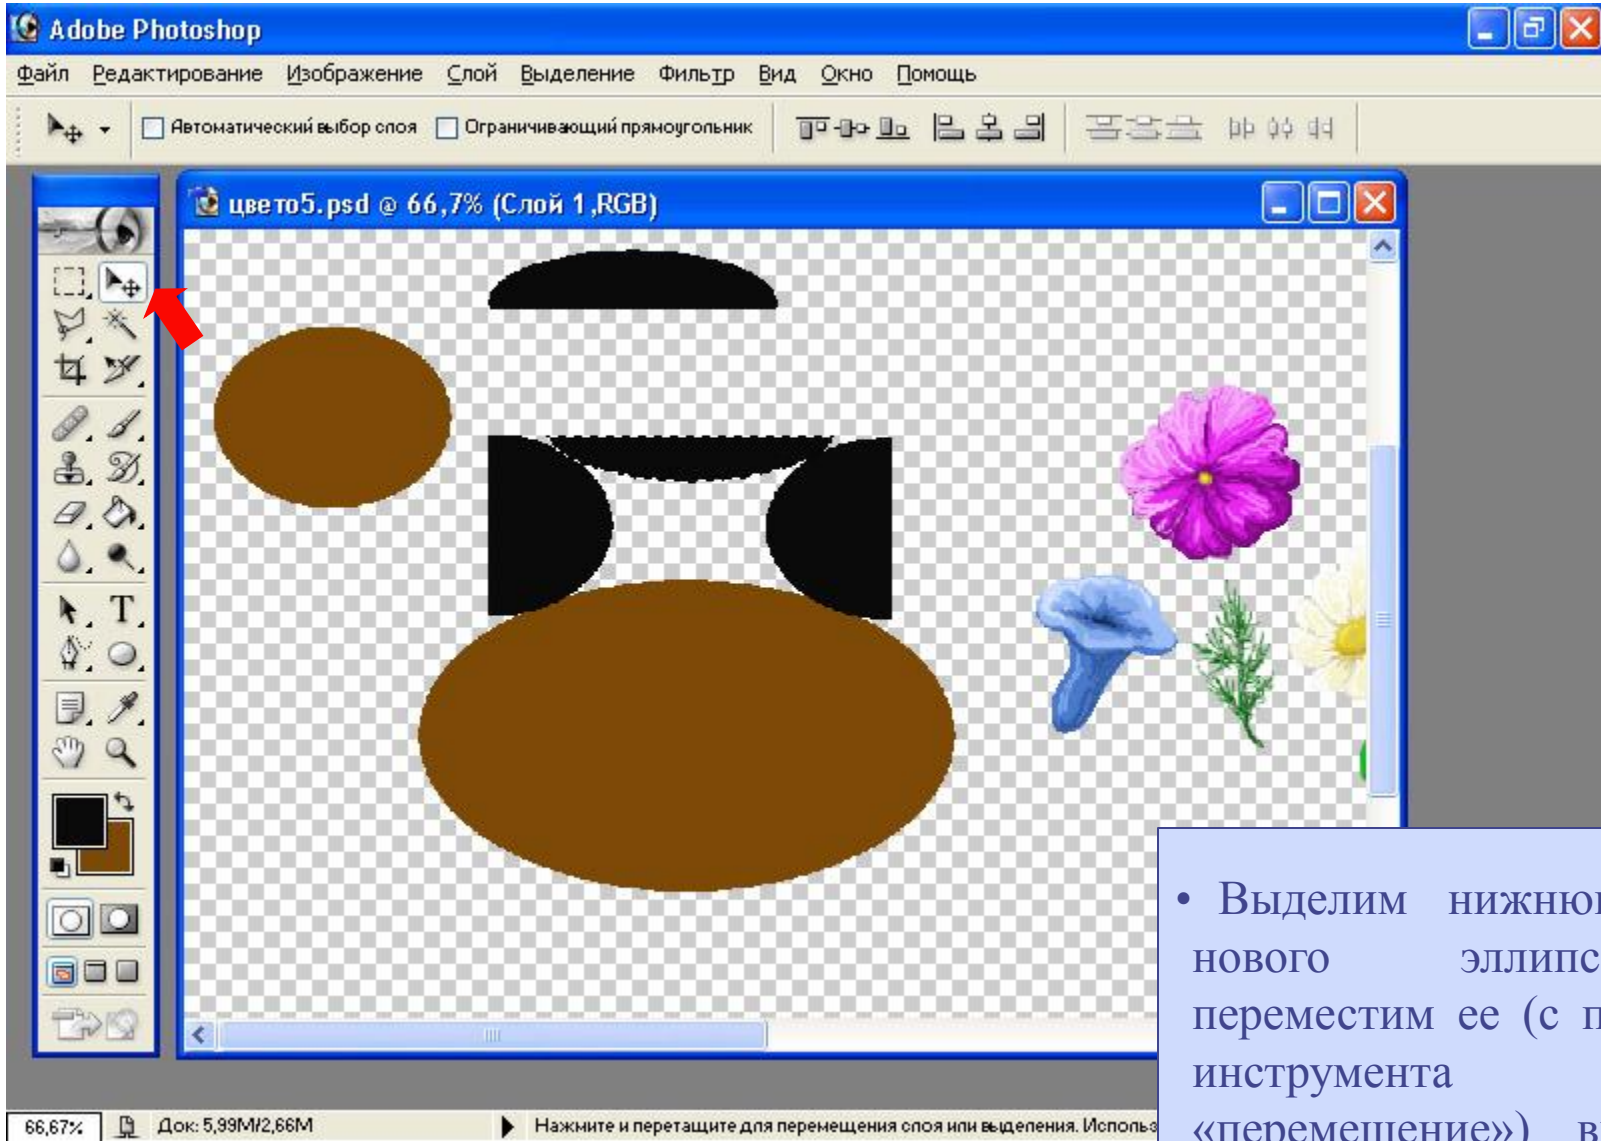 Adobe Photoshop
Файл Редактирование Изображение Слой Выделение Фильтр Вид Окно Помощь
Автоматический выбор слоя Ограничивающий прямоугольник
цвето5.psd @ 66,7% (Слой 1,RGB)
T
• Выделим
нового эллипс
переместим ее (с п
инструмента
«перемещение») в
66,67% Док: 5,99M/2,66M Нажмите и перетащите для перемещения слоя или выделения. Использ